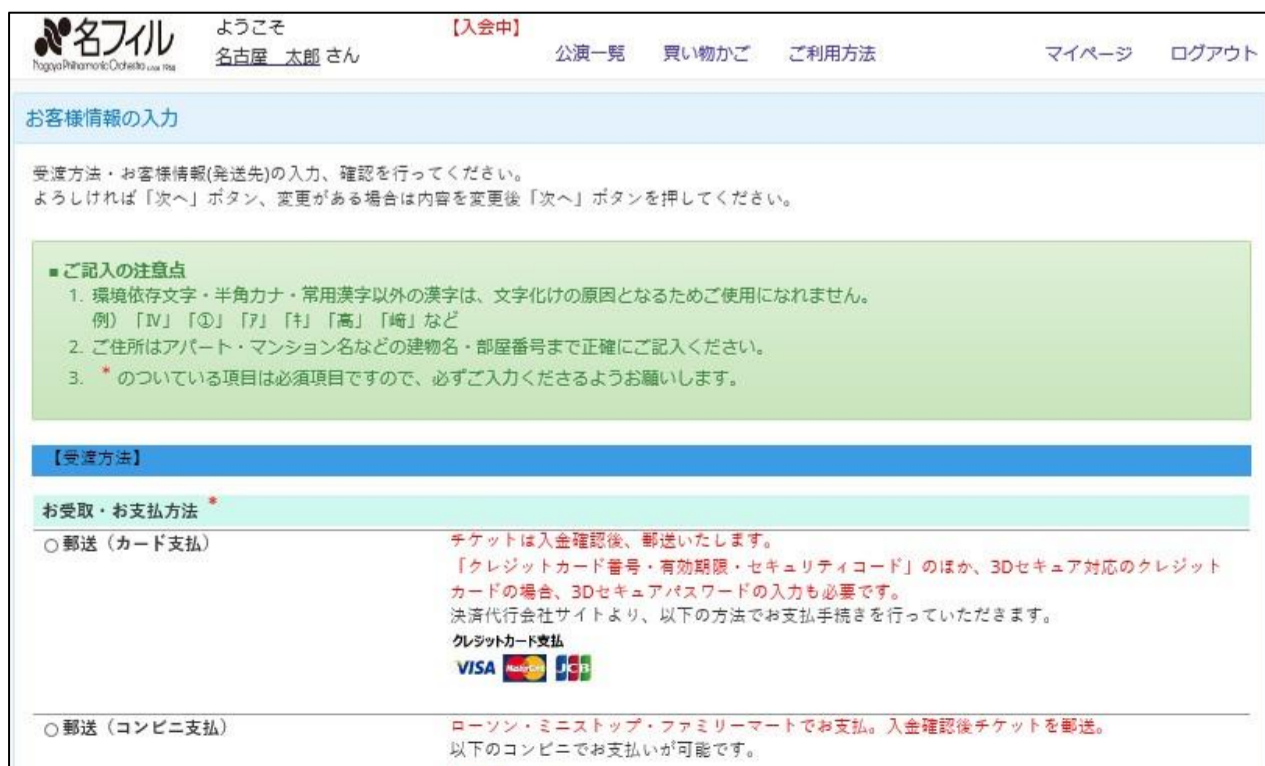 名フィル
Nagoya Philharmonic Orchestra since 1966
ようこそ
名古屋 太郎 さん
【入会中】
公演一覧 買い物かご ご利用方法 マイページ ログアウト
お客様情報の入力
受渡方法・お客様情報(発送先)の入力、確認を行ってください。
よろしければ「次へ」ボタン、変更がある場合は内容を変更後「次へ」ボタンを押してください。
■ご記入の注意点
1. 環境依存文字・半角カナ・常用漢字以外の漢字は、文字化けの原因となるためご使用になれません。
例）「Ⅳ」「①」「ｱ」「ｷ」「髙」「﨑」など
2. ご住所はアパート・マンション名などの建物名・部屋番号まで正確にご記入ください。
3. * のついている項目は必須項目ですので、必ずご入力くださるようお願いします。
【受渡方法】
お受取・お支払方法 *
○郵送（カード支払）
チケットは入金確認後、郵送いたします。
「クレジットカード番号・有効期限・セキュリティコード」のほか、3Dセキュア対応のクレジット
カードの場合、3Dセキュアパスワードの入力も必要です。
決済代行会社サイトより、以下の方法でお支払手続きを行っていただきます。
クレジットカード支払
VISA MasterCard JCB
○郵送（コンビニ支払）
ローソン・ミニストップ・ファミリーマートでお支払。入金確認後チケットを郵送。
以下のコンビニでお支払いが可能です。